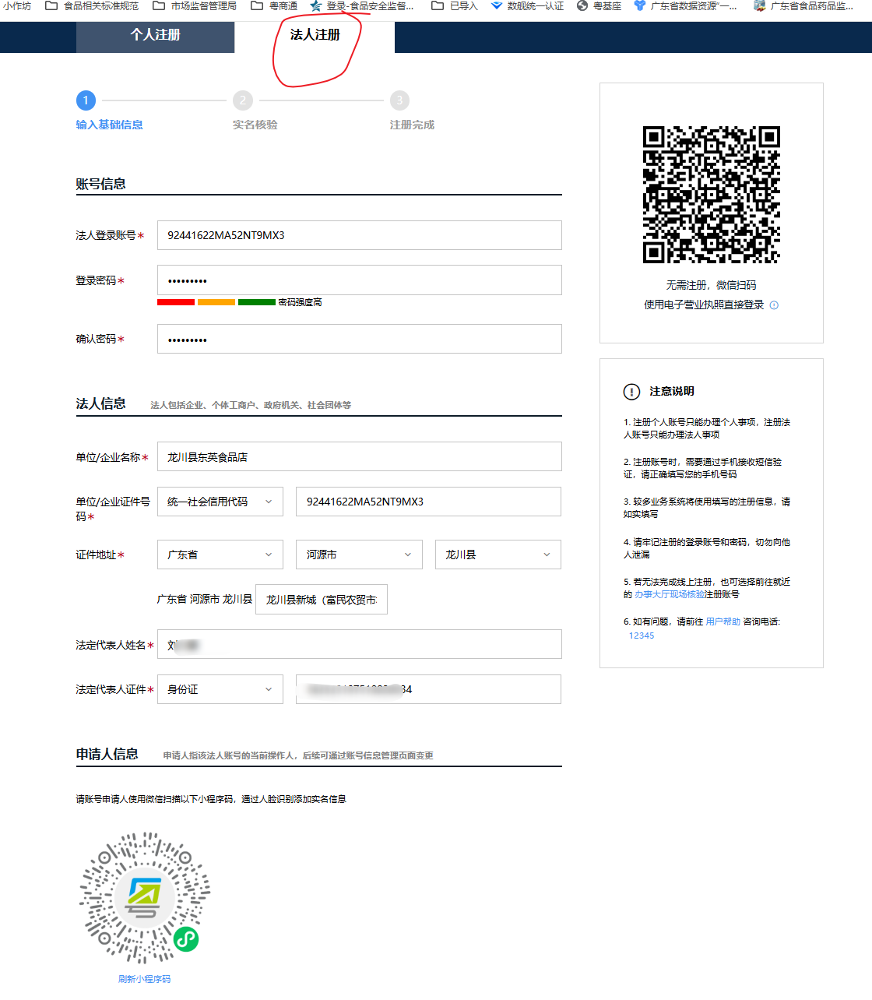 小作坊 食品相关标准规范 市场监督管理局 粤商通 登录-食品安全监督... 已导入 数舰统一认证 粤基座 广东省数据资源“一... 广东省食品药品监...
个人注册 法人注册
1 2 3
输入基础信息 实名核验 注册完成
账号信息
法人登录账号* 92441622MA52NT9MX3
登录密码* •••••••••
密码强度高
确认密码* •••••••••
法人信息 法人包括企业、个体工商户、政府机关、社会团体等
单位/企业名称* 龙川县东英食品店
单位/企业证件号码* 统一社会信用代码 92441622MA52NT9MX3
证件地址* 广东省 河源市 龙川县
广东省 河源市 龙川县 龙川县新城（富民农贸市
法定代表人姓名* 刘
法定代表人证件* 身份证 34
申请人信息 申请人指该法人账号的当前操作人，后续可通过账号信息管理页面变更
请账号申请人使用微信扫描以下小程序码，通过人脸识别添加实名信息
刷新小程序码
无需注册，微信扫码
使用电子营业执照直接登录
注意说明
1. 注册个人账号只能办理个人事项，注册法
人账号只能办理法人事项
2. 注册账号时，需要通过手机接收短信验
证，请正确填写您的手机号码
3. 较多业务系统将使用填写的注册信息，请
如实填写
4. 请牢记注册的登录账号和密码，切勿向他
人泄漏
5. 若无法完成线上注册，也可选择前往就近
的 办事大厅现场核验注册账号
6. 如有问题，请前往 用户帮助 咨询电话:
12345